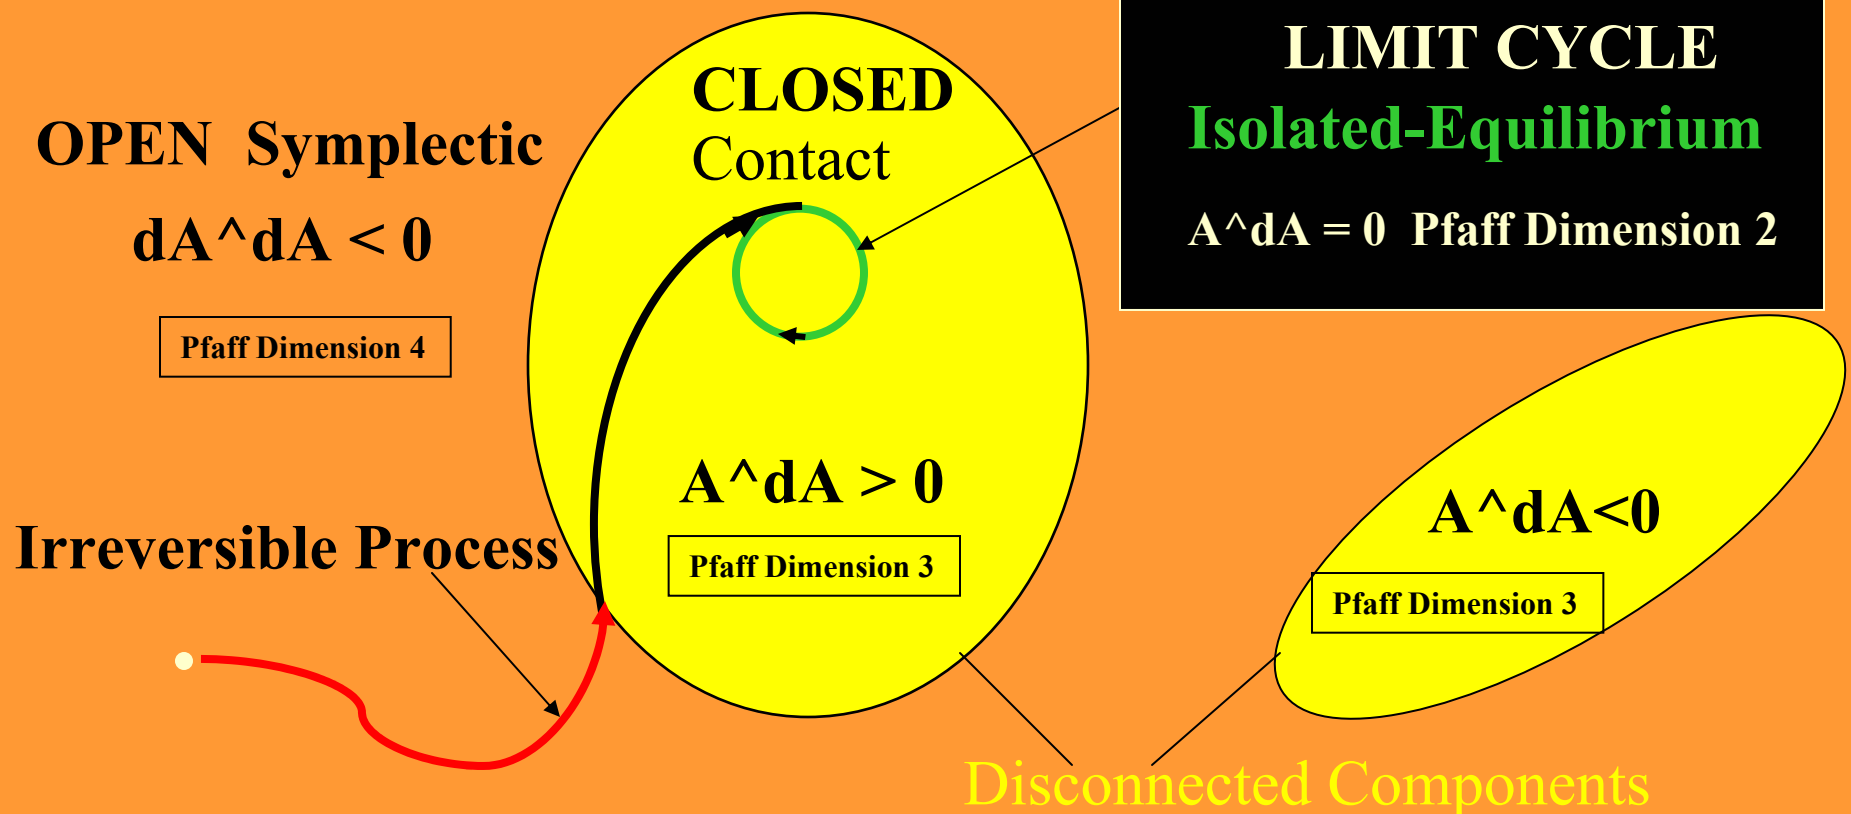 OPEN  Symplectic
dA^dA < 0
Pfaff Dimension 4
Irreversible Process
CLOSED
Contact
A^dA > 0
Pfaff Dimension 3
LIMIT CYCLE
Isolated-Equilibrium
A^dA = 0  Pfaff Dimension 2
A^dA<0
Pfaff Dimension 3
Disconnected Components